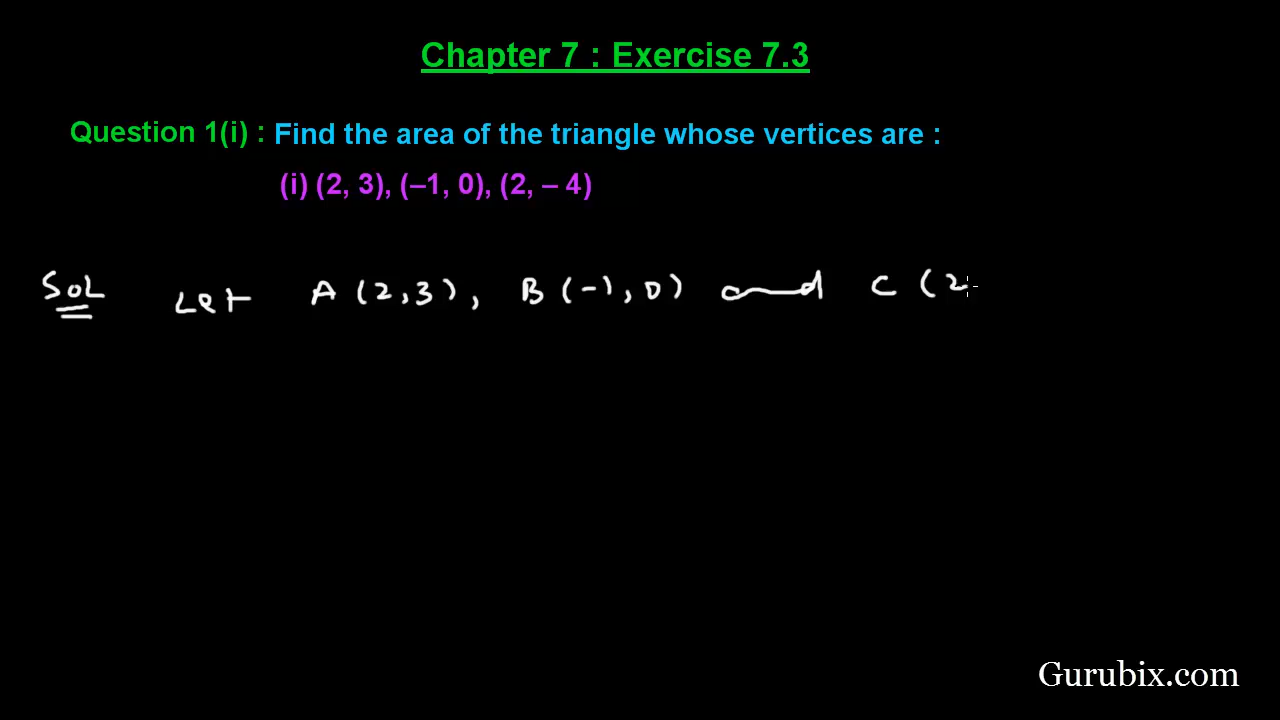 Chapter 7 : Exercise 7.3
Question 1(i) : Find the area of the triangle whose vertices are :
(i) (2, 3), (–1, 0), (2, – 4)
Sol Let A (2,3), B (-1,0) and C (2
Gurubix.com